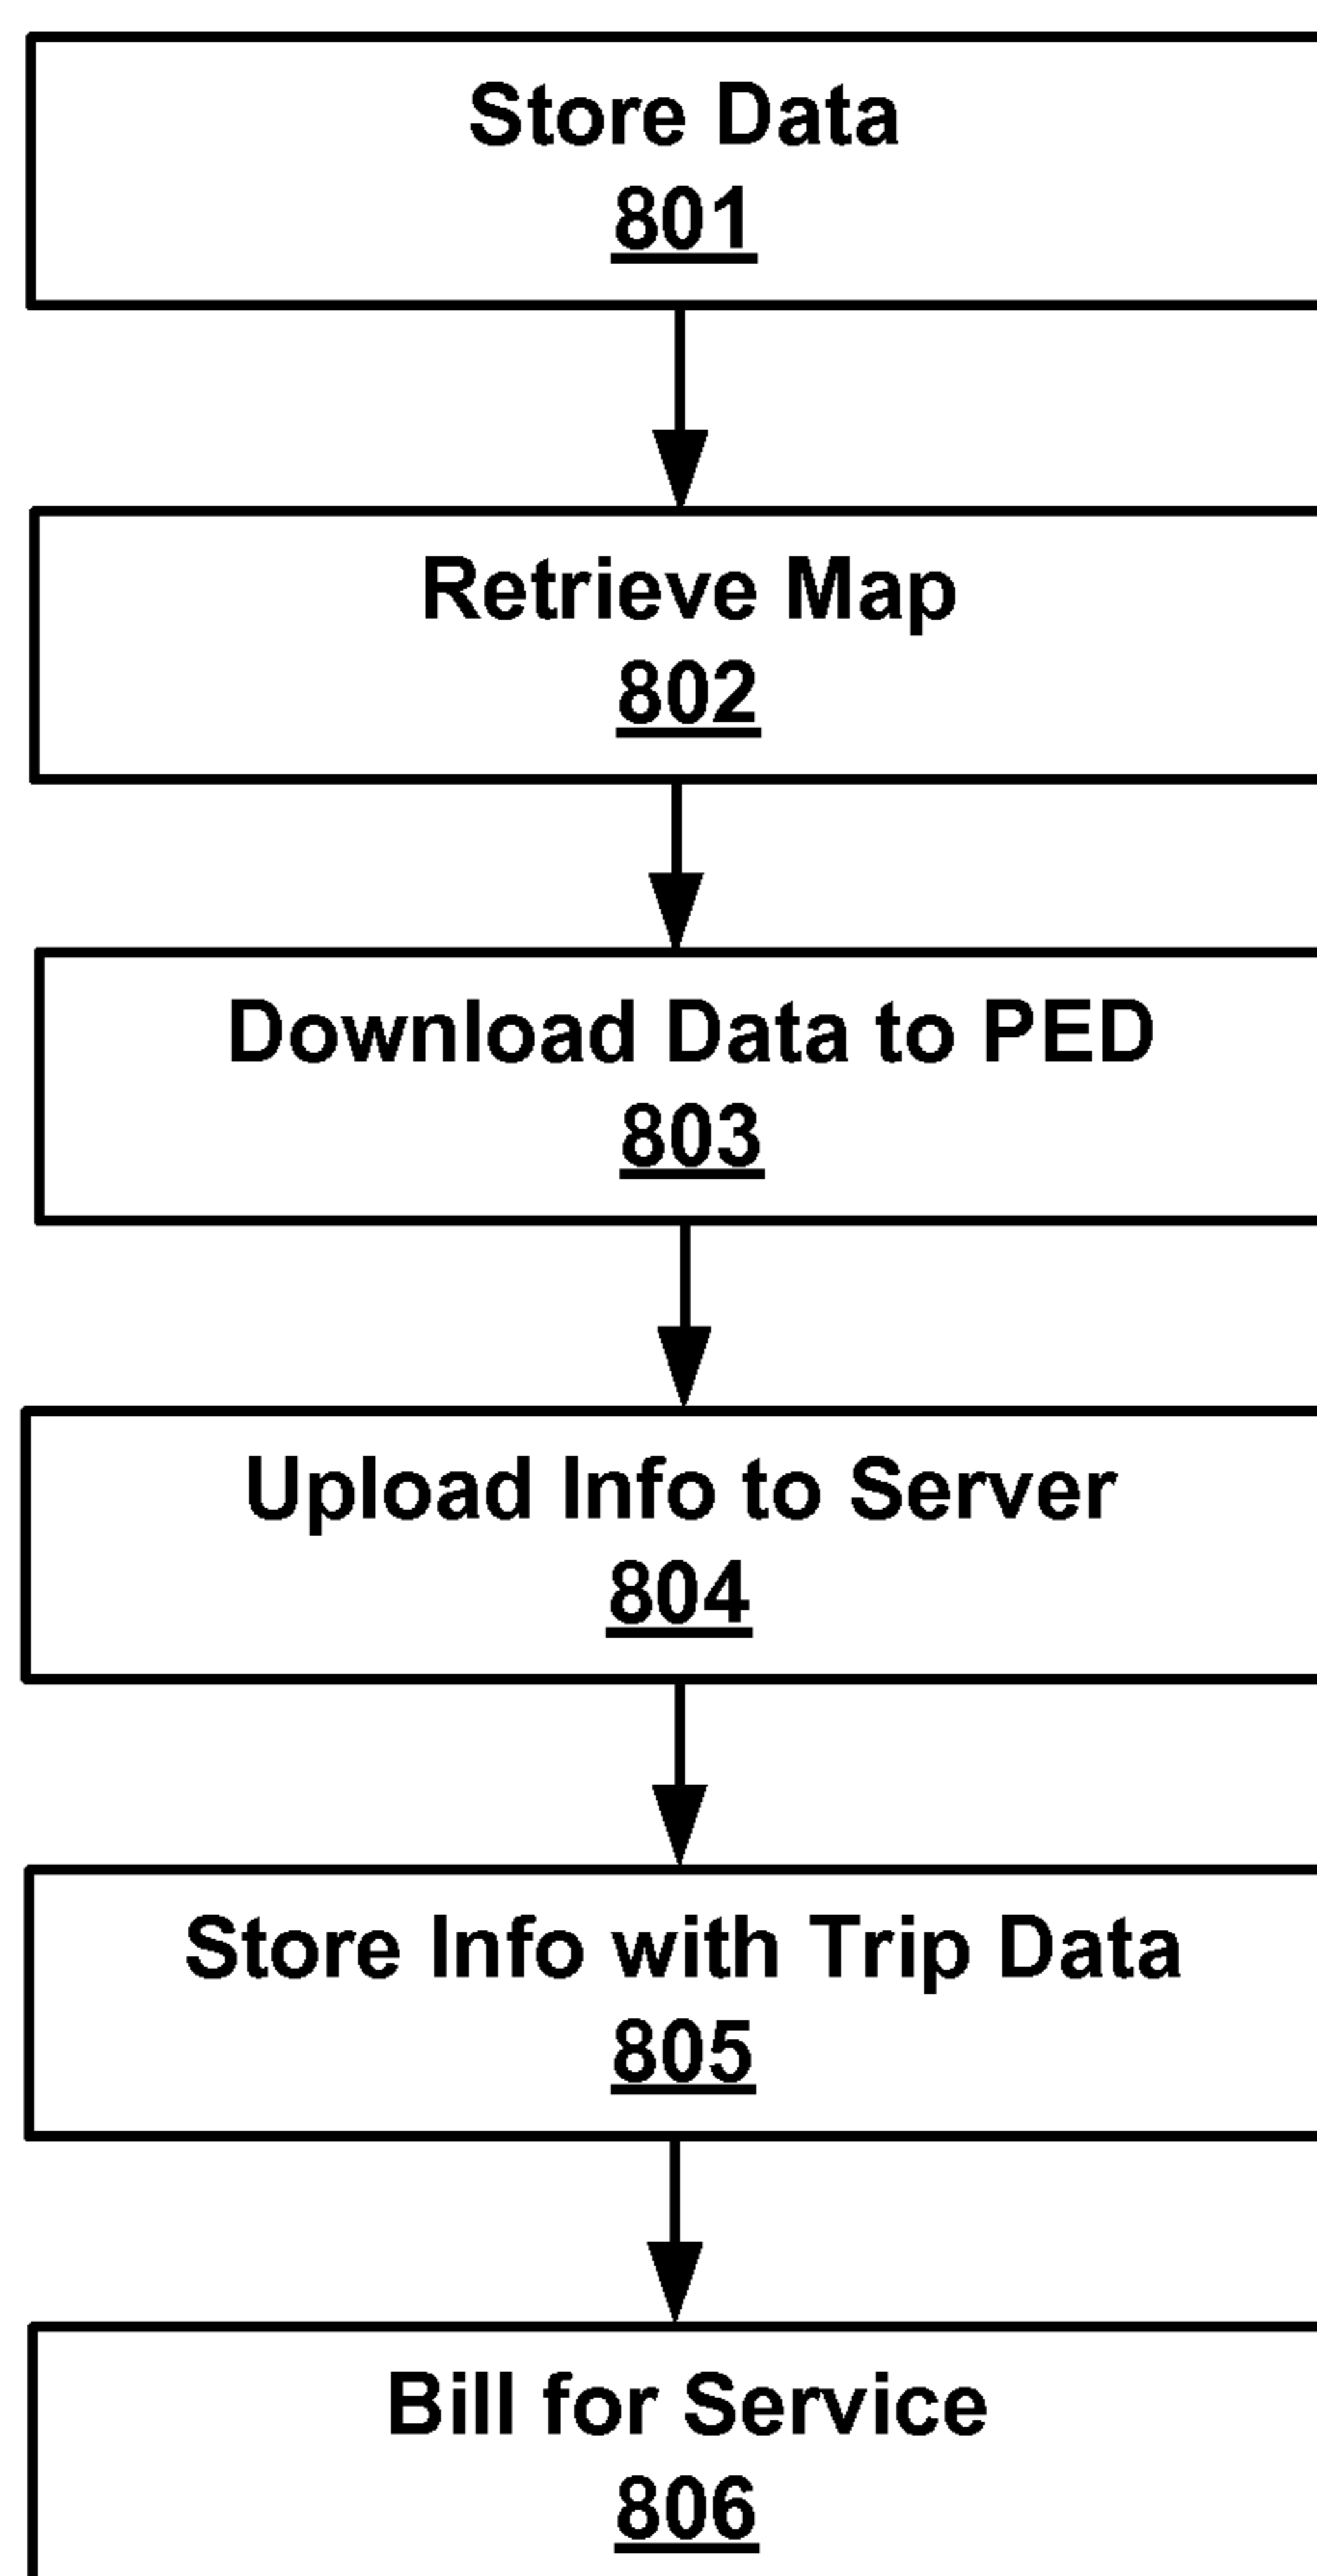 Store Data
801
Retrieve Map
802
Download Data to PED
803
Upload Info to Server
804
Store Info with Trip Data
805
Bill for Service
806